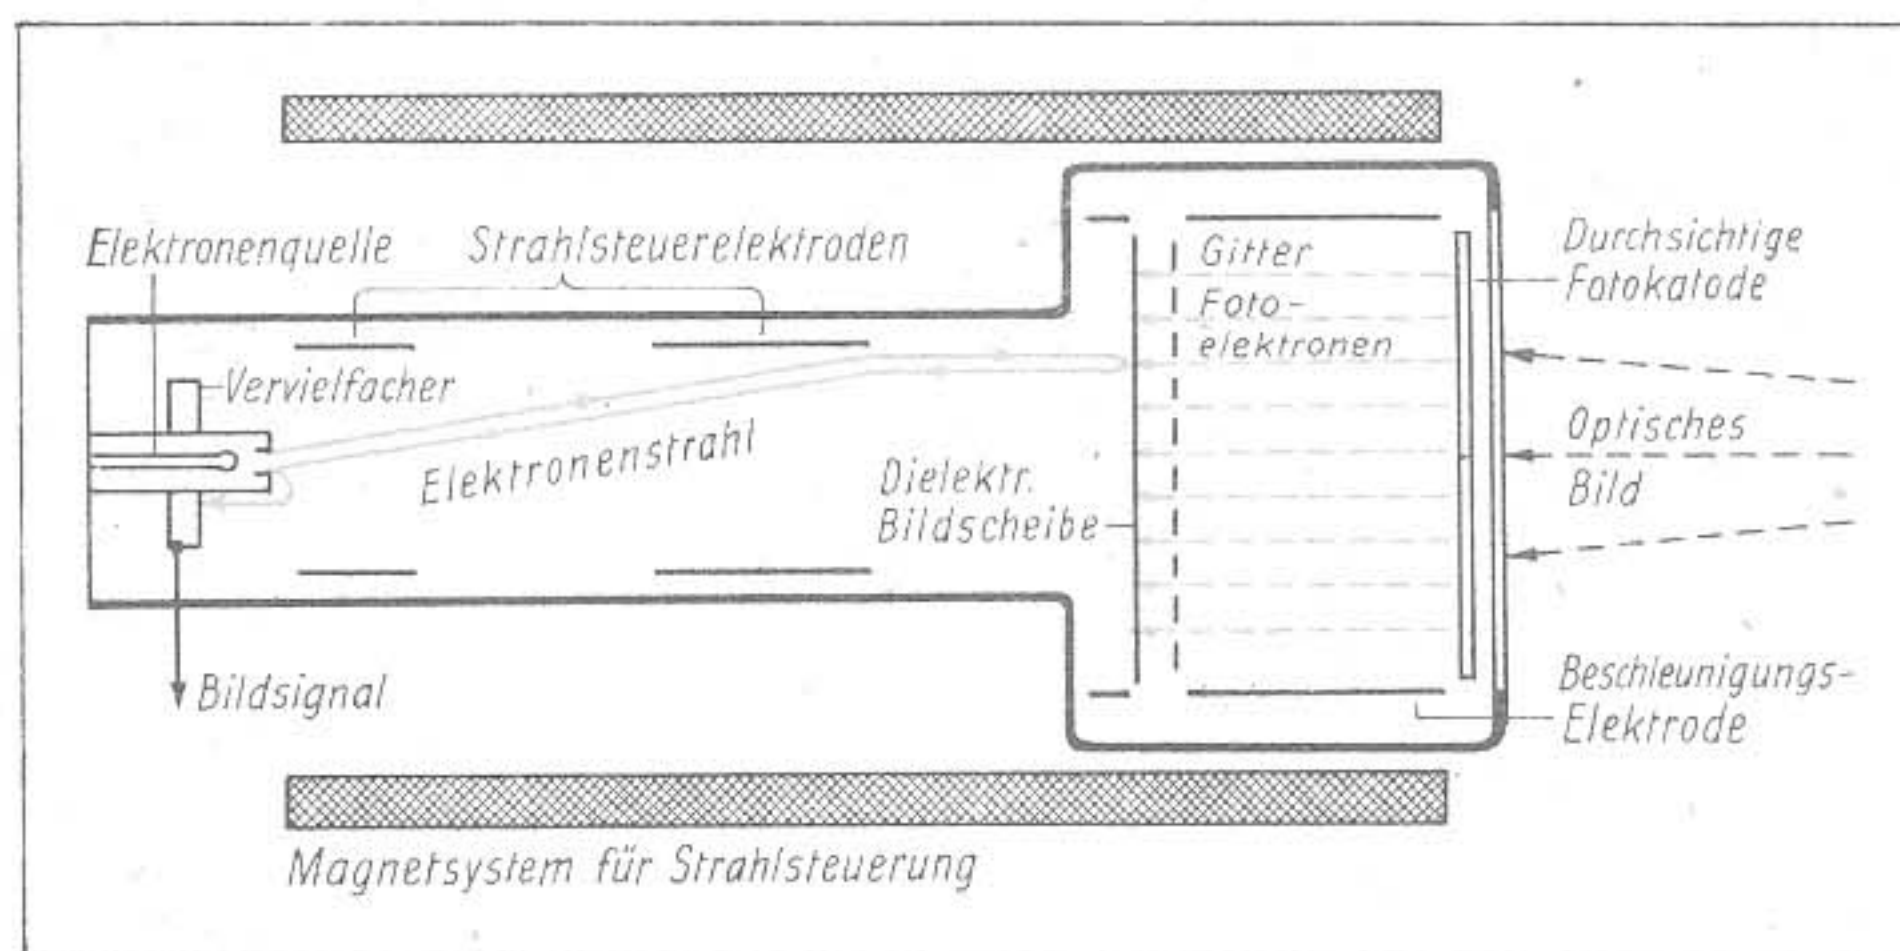 Elektronenquelle
Strahlsteuerelektroden
Vervielfacher
Elektronenstrahl
Bildsignal
Dielektr.
Bildscheibe
Gitter
Foto-
elektronen
Durchsichtige
Fotokatode
Optisches
Bild
Beschleunigungs-
Elektrode
Magnetsystem für Strahlsteuerung